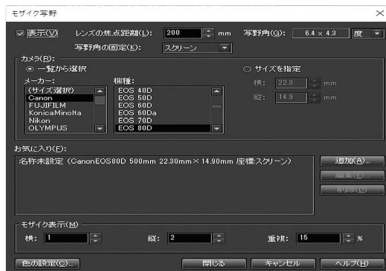 モザイク写野
表示(V) レンズの焦点距離(L): 200 mm 写野角(Q): 6.4 × 4.3 度
写野角の固定(K): スクリーン
カメラ(B):
一覧から選択 サイズを指定
メーカー: 機種: 横: 22.3 mm
(サイズ選択) EOS 40D 縦: 14.9 mm
Canon EOS 50D
FUJIFILM EOS 60D
KonicaMinolta EOS 60Da
Nikon EOS 70D
OLYMPUS EOS 80D
お気に入り(F):
名称未設定 (CanonEOS80D 500mm 22.30mm×14.90mm 座標:スクリーン) 追加(A)...
モザイク表示(M)
横: 1 縦: 2 重複: 15 %
色の設定(C)... 閉じる キャンセル ヘルプ(H)